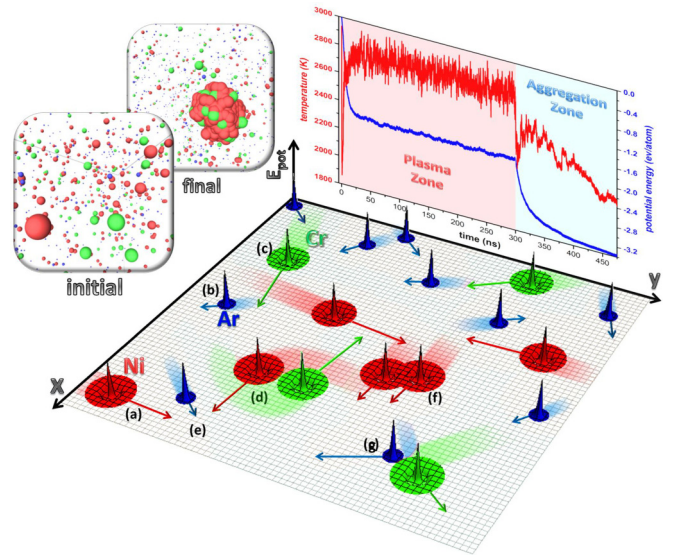 initial
final
temperature (K)
3000
2800
2600
2400
2200
2000
1800
Plasma
Zone
Aggregation
Zone
0.0
-0.4
-0.8
-1.2
-1.6
-2.0
-2.4
-2.8
-3.2
potential energy (ev/atom)
0
50
100
150
200
250
300
350
400
450
time (ns)
E_pot
y
X
Cr
Ar
Ni
(a)
(b)
(c)
(d)
(e)
(f)
(g)